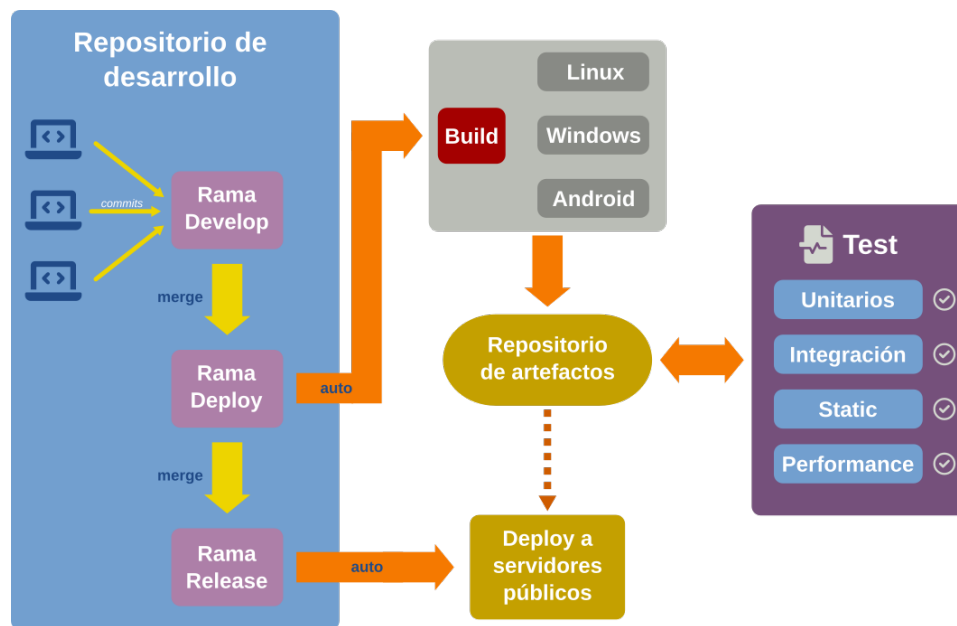 Repositorio de
desarrollo
commits
Rama
Develop
merge
Rama
Deploy
auto
merge
Rama
Release
auto
Build
Linux
Windows
Android
Repositorio
de artefactos
Deploy a
servidores
públicos
Test
Unitarios
Integración
Static
Performance